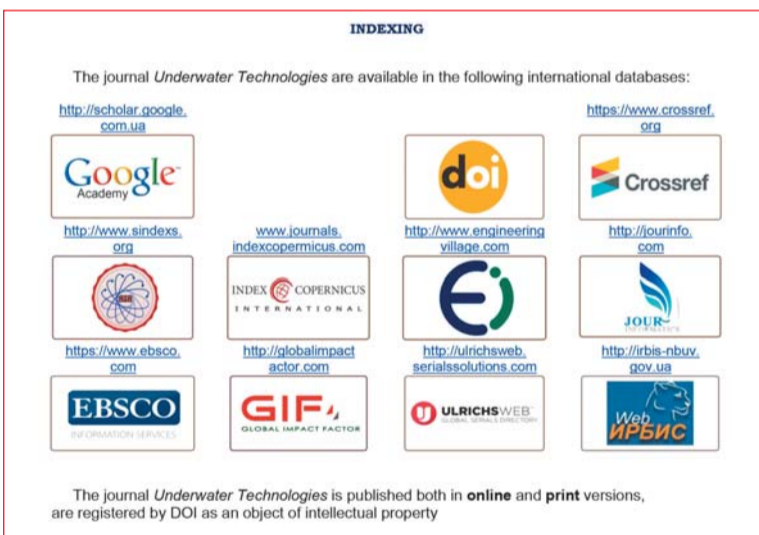 INDEXING
The journal Underwater Technologies are available in the following international databases:
http://scholar.google.
com.ua
https://www.crossref.
org
Google
Academy
doi
Crossref
http://www.sindexs.
org
www.journals.
indexcopermicus.com
http://www.engineering
village.com
http://jourinfo.
com
INDEX COPERNICUS
INTERNATIONAL
Ei
JOUR
https://www.ebsco.
com
http://globalimpact
actor.com
http://ulrichsweb.
serialssolutions.com
http://irbis-nbuv.
gov.ua
EBSCO
INFORMATION SERVICES
GIF
GLOBAL IMPACT FACTOR
ULRICHSWEB™
GLOBAL SERIALS DIRECTORY
Web
ИРБИС
The journal Underwater Technologies is published both in online and print versions,
are registered by DOI as an object of intellectual property